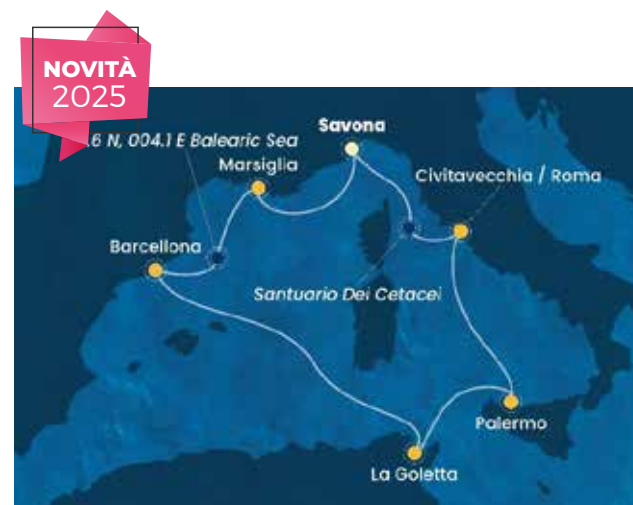 NOVITÀ
2025
.6 N, 004.1 E Balearic Sea
Savona
Marsiglia
Civitavecchia / Roma
Barcellona
Santuario Dei Cetacei
Palermo
La Goletta